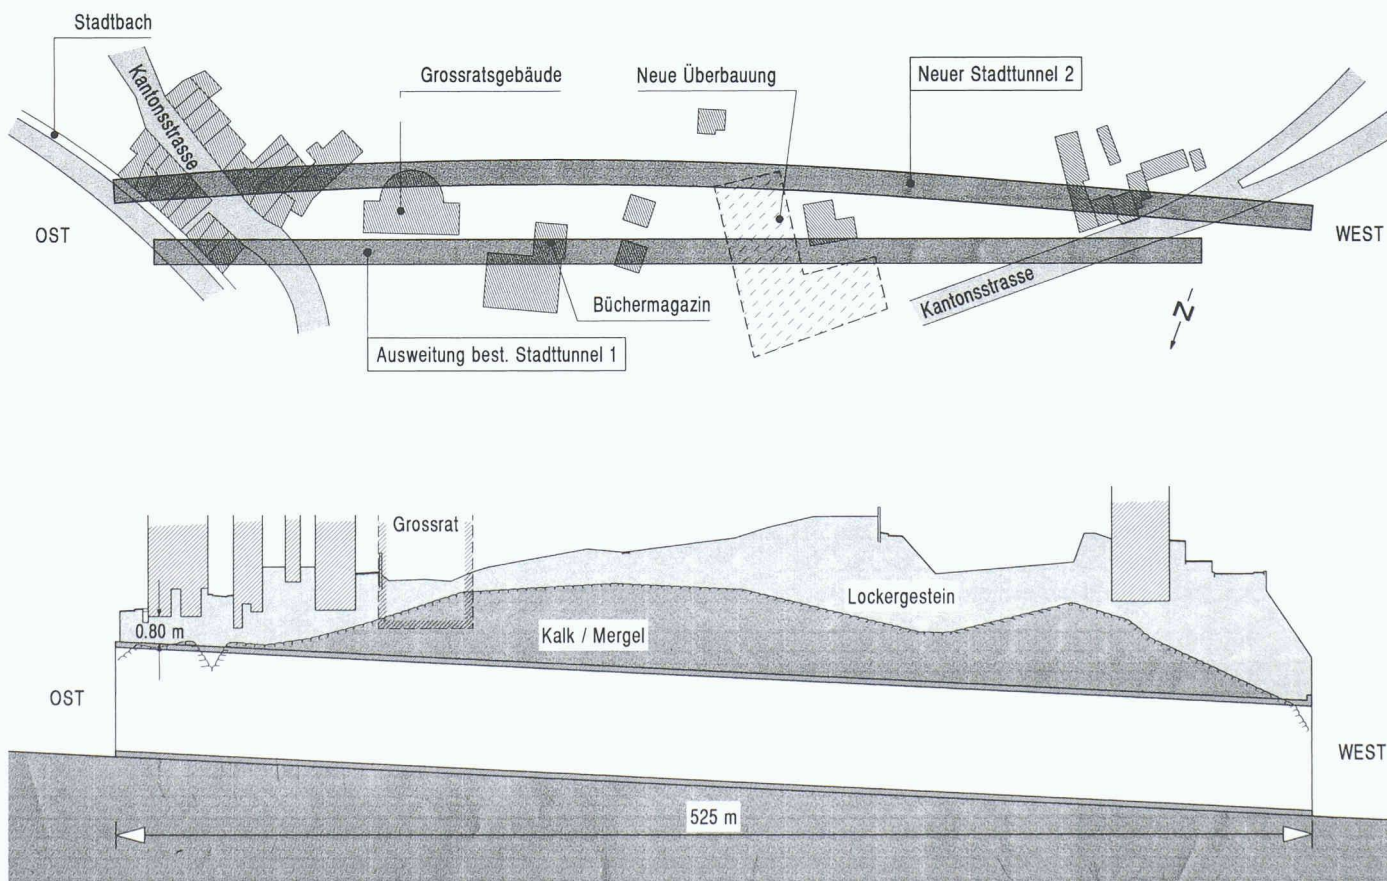 Stadtbach
Kantonsstrasse
Grossratsgebäude
Neue Überbauung
Neuer Stadttunnel 2
OST
WEST
Büchermagazin
Kantonsstrasse
N
Ausweitung best. Stadttunnel 1
Grossrat
Lockergestein
0.80 m
Kalk / Mergel
OST
WEST
525 m